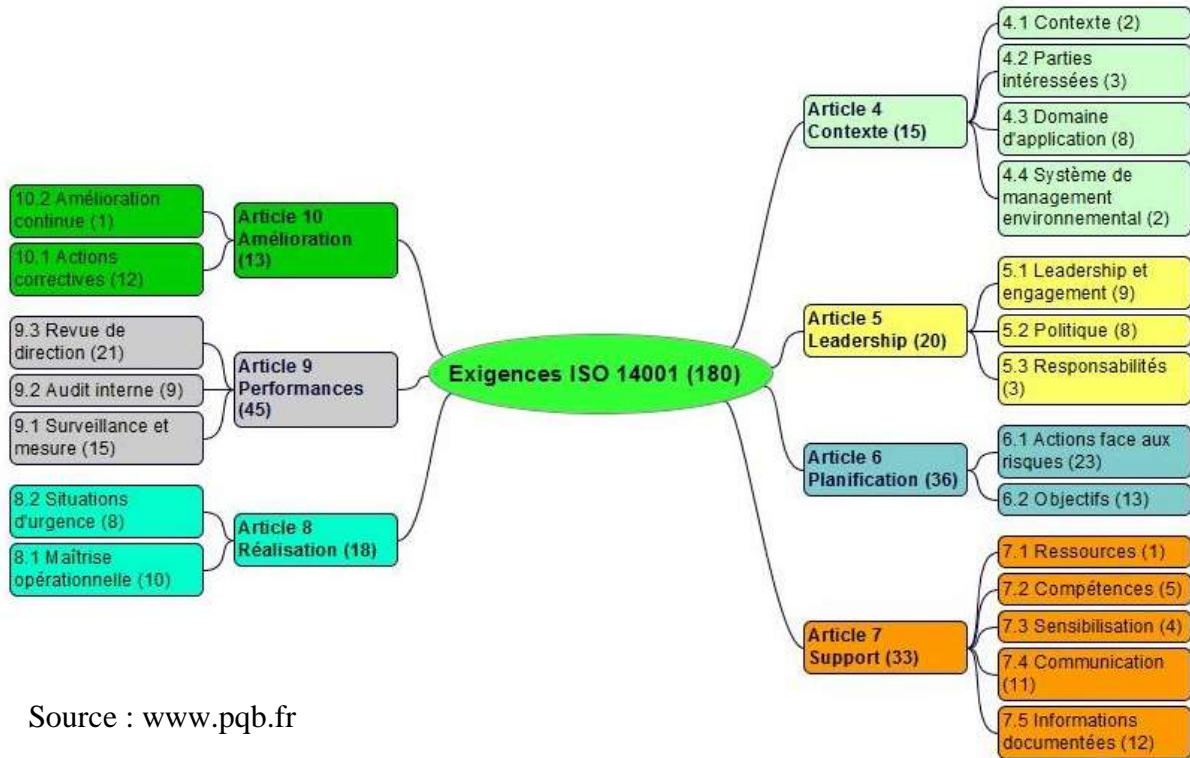 Exigences ISO 14001 (180)
Article 4
Contexte (15)
4.1 Contexte (2)
4.2 Parties
intéressées (3)
4.3 Domaine
d'application (8)
4.4 Système de
management
environnemental (2)
Article 5
Leadership (20)
5.1 Leadership et
engagement (9)
5.2 Politique (8)
5.3 Responsabilités
(3)
Article 6
Planification (36)
6.1 Actions face aux
risques (23)
6.2 Objectifs (13)
Article 7
Support (33)
7.1 Ressources (1)
7.2 Compétences (5)
7.3 Sensibilisation (4)
7.4 Communication
(11)
7.5 Informations
documentées (12)
Article 8
Réalisation (18)
8.2 Situations
d'urgence (8)
8.1 Maîtrise
opérationnelle (10)
Article 9
Performances
(45)
9.3 Revue de
direction (21)
9.2 Audit interne (9)
9.1 Surveillance et
mesure (15)
Article 10
Amélioration
(13)
10.2 Amélioration
continue (1)
10.1 Actions
correctives (12)
Source : www.pqb.fr